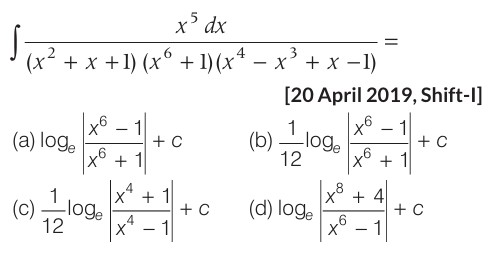 ∫ x⁵ dx / (x² + x + 1) (x⁶ + 1)(x⁴ − x³ + x − 1) =
[20 April 2019, Shift-I]
(a) logₑ |x⁶ − 1 / x⁶ + 1| + c (b) 1/12 logₑ |x⁶ − 1 / x⁶ + 1| + c
(c) 1/12 logₑ |x⁴ + 1 / x⁴ − 1| + c (d) logₑ |x⁸ + 4 / x⁶ − 1| + c